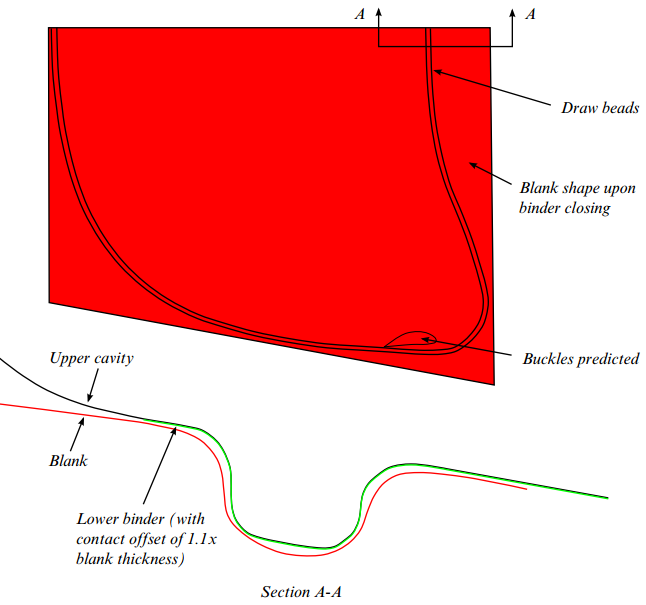 A
A
Draw beads
Blank shape upon
binder closing
Buckles predicted
Upper cavity
Blank
Lower binder (with
contact offset of 1.1x
blank thickness)
Section A-A